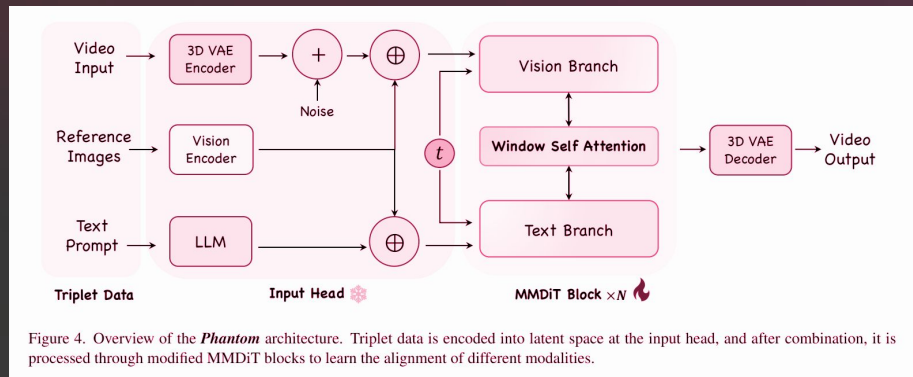 Video
Input
3D VAE
Encoder
+
⊕
Noise
Vision Branch
Reference
Images
Vision
Encoder
t
Window Self Attention
3D VAE
Decoder
Video
Output
Text
Prompt
LLM
⊕
Text Branch
Triplet Data
Input Head
MMDiT Block ×N
Figure 4. Overview of the Phantom architecture. Triplet data is encoded into latent space at the input head, and after combination, it is
processed through modified MMDiT blocks to learn the alignment of different modalities.